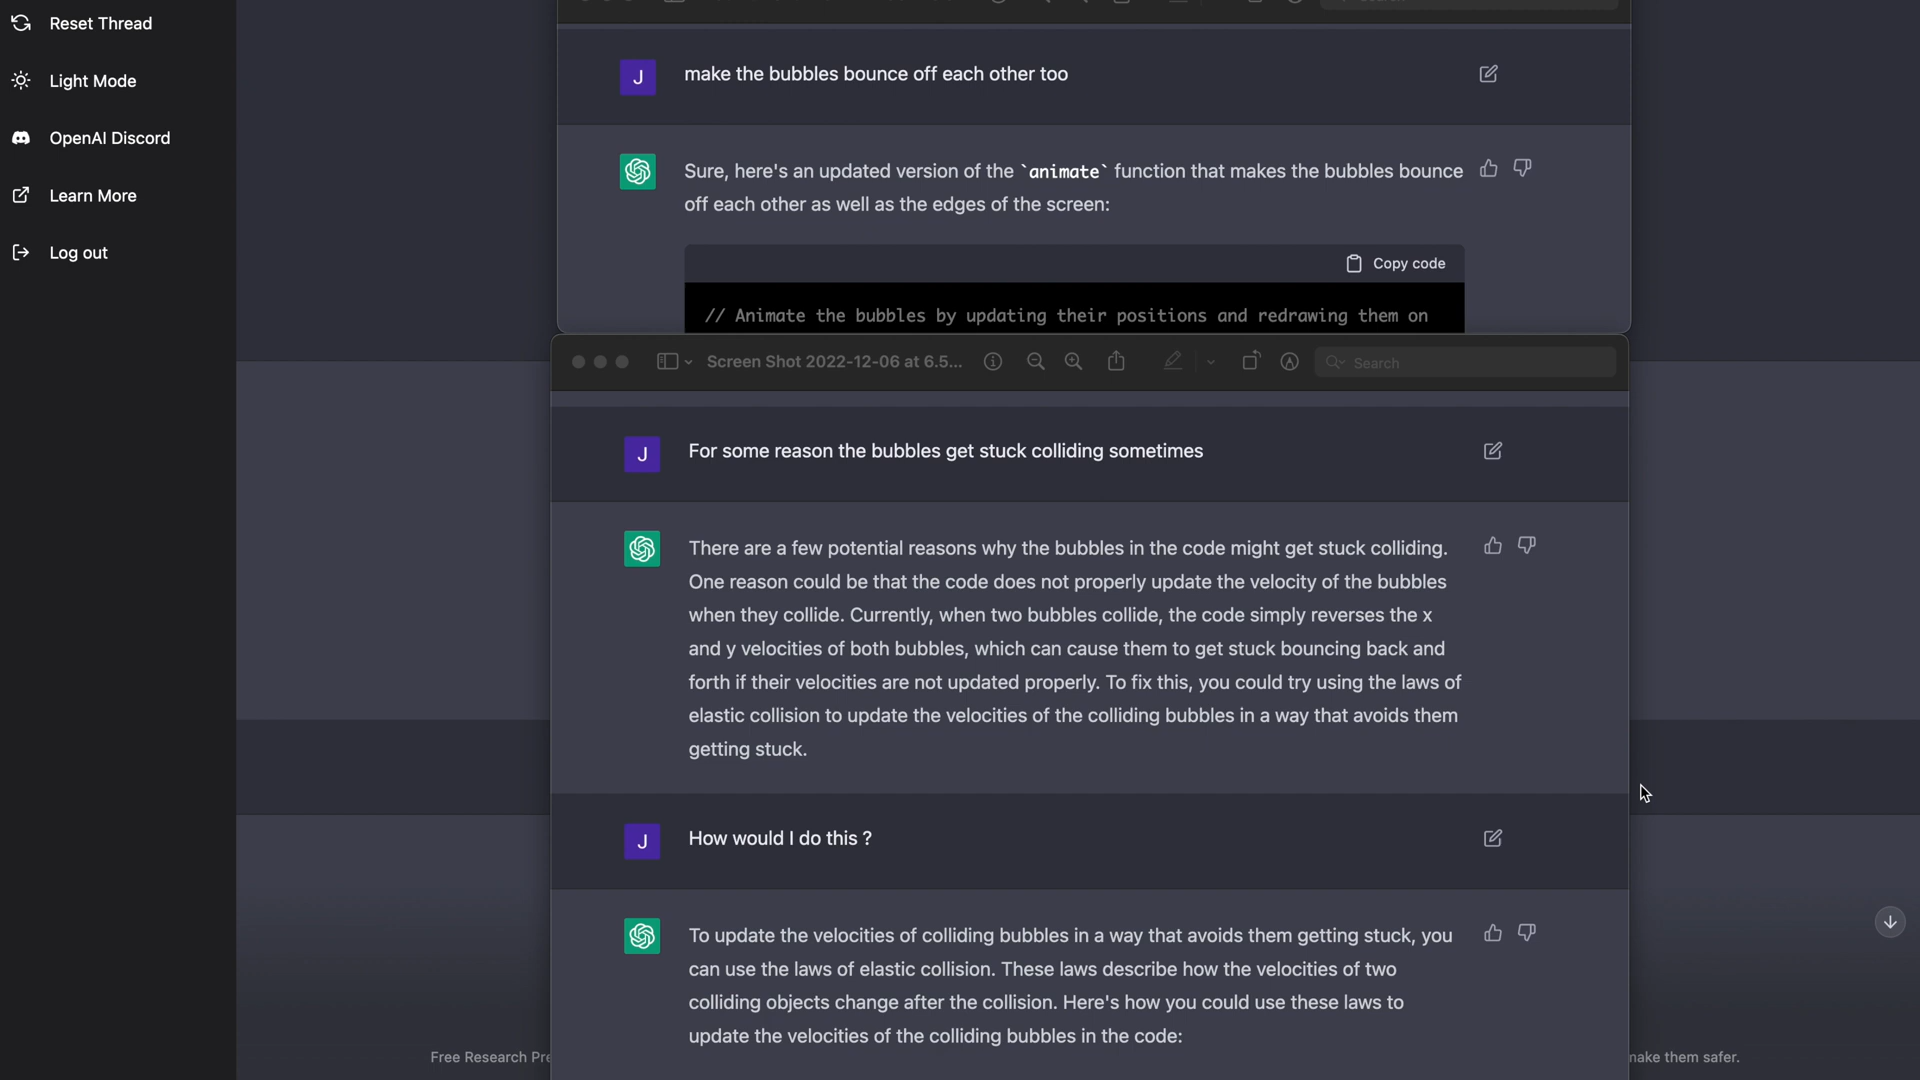 Reset Thread
Light Mode
OpenAI Discord
Learn More
Log out
J
make the bubbles bounce off each other too
Sure, here's an updated version of the `animate` function that makes the bubbles bounce
off each other as well as the edges of the screen:
Copy code
// Animate the bubbles by updating their positions and redrawing them on
Screen Shot 2022-12-06 at 6.5...
Search
J
For some reason the bubbles get stuck colliding sometimes
There are a few potential reasons why the bubbles in the code might get stuck colliding.
One reason could be that the code does not properly update the velocity of the bubbles
when they collide. Currently, when two bubbles collide, the code simply reverses the x
and y velocities of both bubbles, which can cause them to get stuck bouncing back and
forth if their velocities are not updated properly. To fix this, you could try using the laws of
elastic collision to update the velocities of the colliding bubbles in a way that avoids them
getting stuck.
J
How would I do this ?
To update the velocities of colliding bubbles in a way that avoids them getting stuck, you
can use the laws of elastic collision. These laws describe how the velocities of two
colliding objects change after the collision. Here's how you could use these laws to
update the velocities of the colliding bubbles in the code:
Free Research Pre
make them safer.